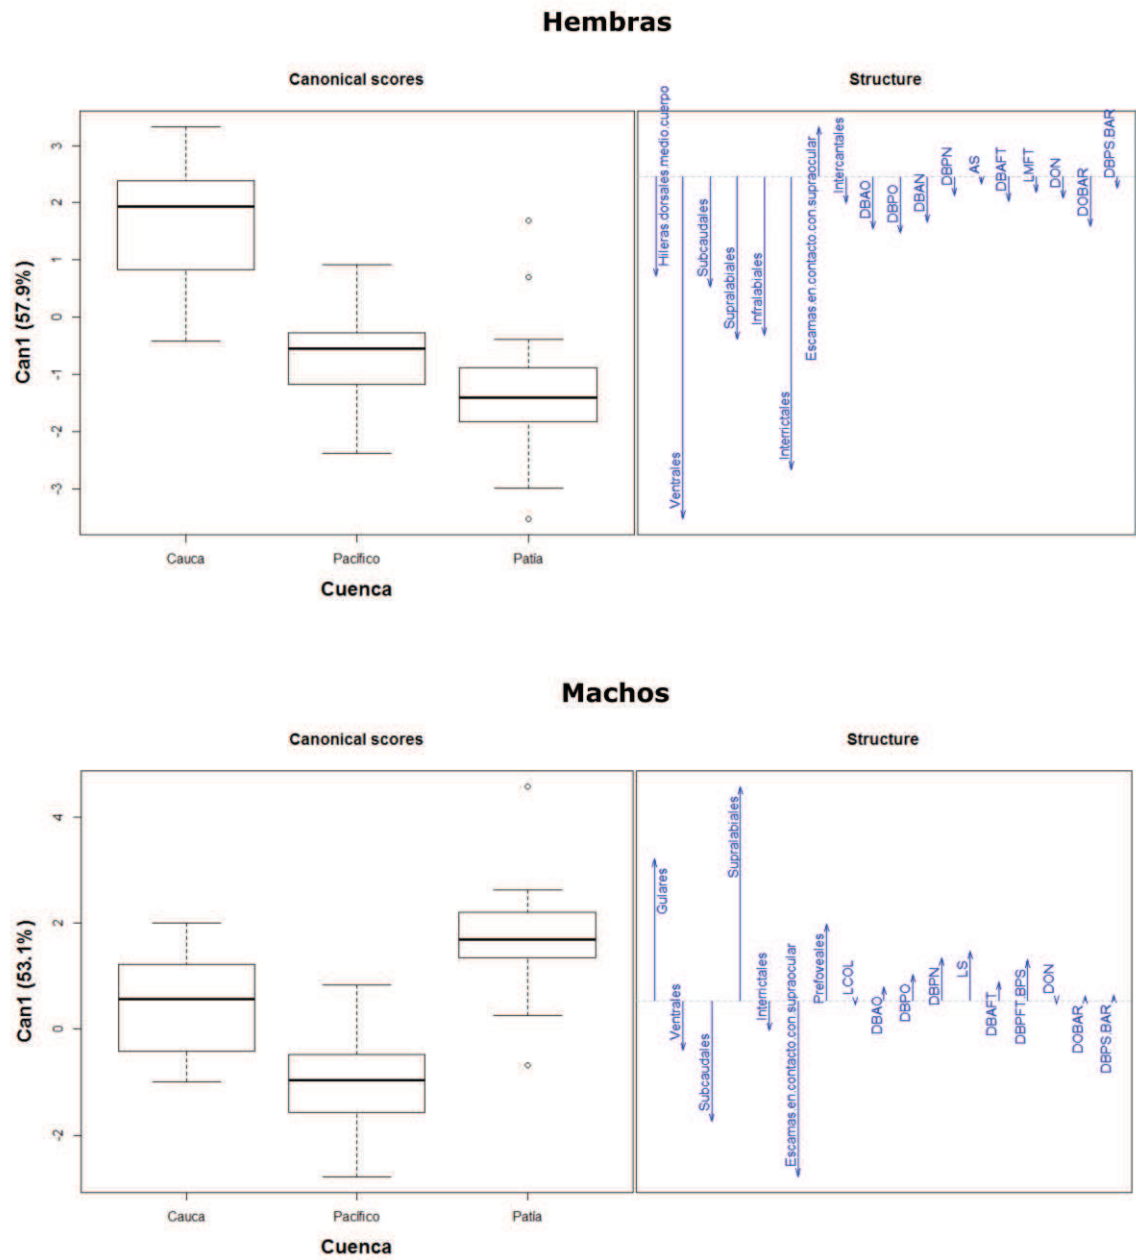 Hembras
Canonical scores
Structure
Can1 (57.9%)
3
2
1
0
-1
-2
-3
Cauca
Pacífico
Patía
Cuenca
Hileras.dorsales.medio.cuerpo
Ventrales
Subcaudales
Supralabiales
Infralabiales
Interrictales
Escamas.en.contacto.con.supraocular
Intercantales
DBAO
DBPO
DBAN
DBPN
AS
DBAFT
LMFT
DON
DOBAR
DBPS.BAR
Machos
Canonical scores
Structure
Can1 (53.1%)
4
2
0
-2
Cauca
Pacífico
Patía
Cuenca
Gulares
Ventrales
Subcaudales
Supralabiales
Interrictales
Escamas.en.contacto.con.supraocular
Prefoveales
LCOL
DBAO
DBPO
DBPN
LS
DBAFT
DBPFT.BPS
DON
DOBAR
DBPS.BAR